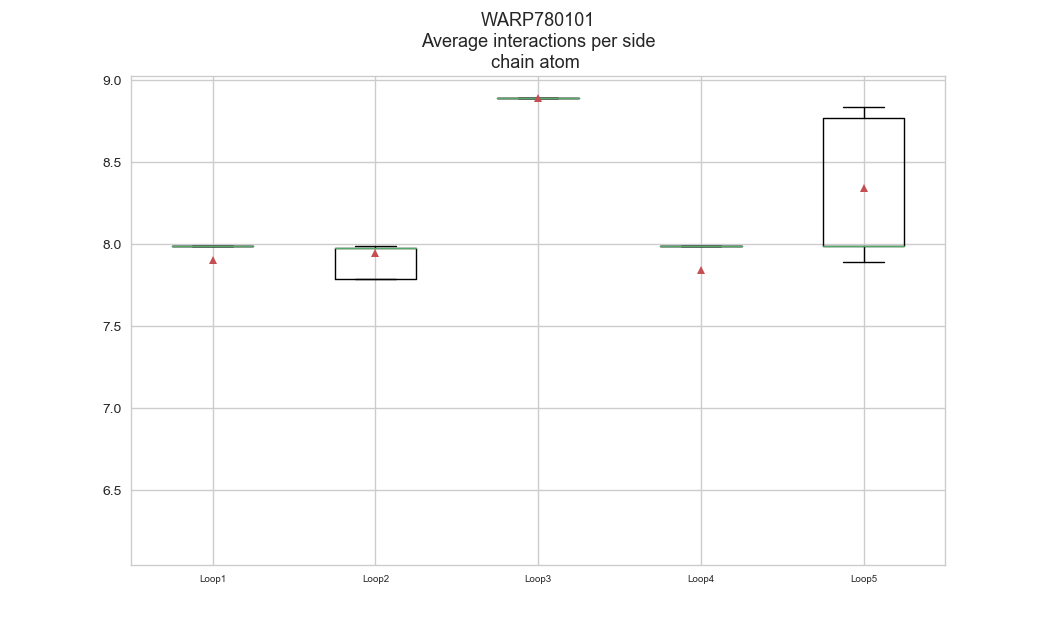 WARP780101
Average interactions per side
chain atom
9.0
8.5
8.0
7.5
7.0
6.5
Loop1
Loop2
Loop3
Loop4
Loop5